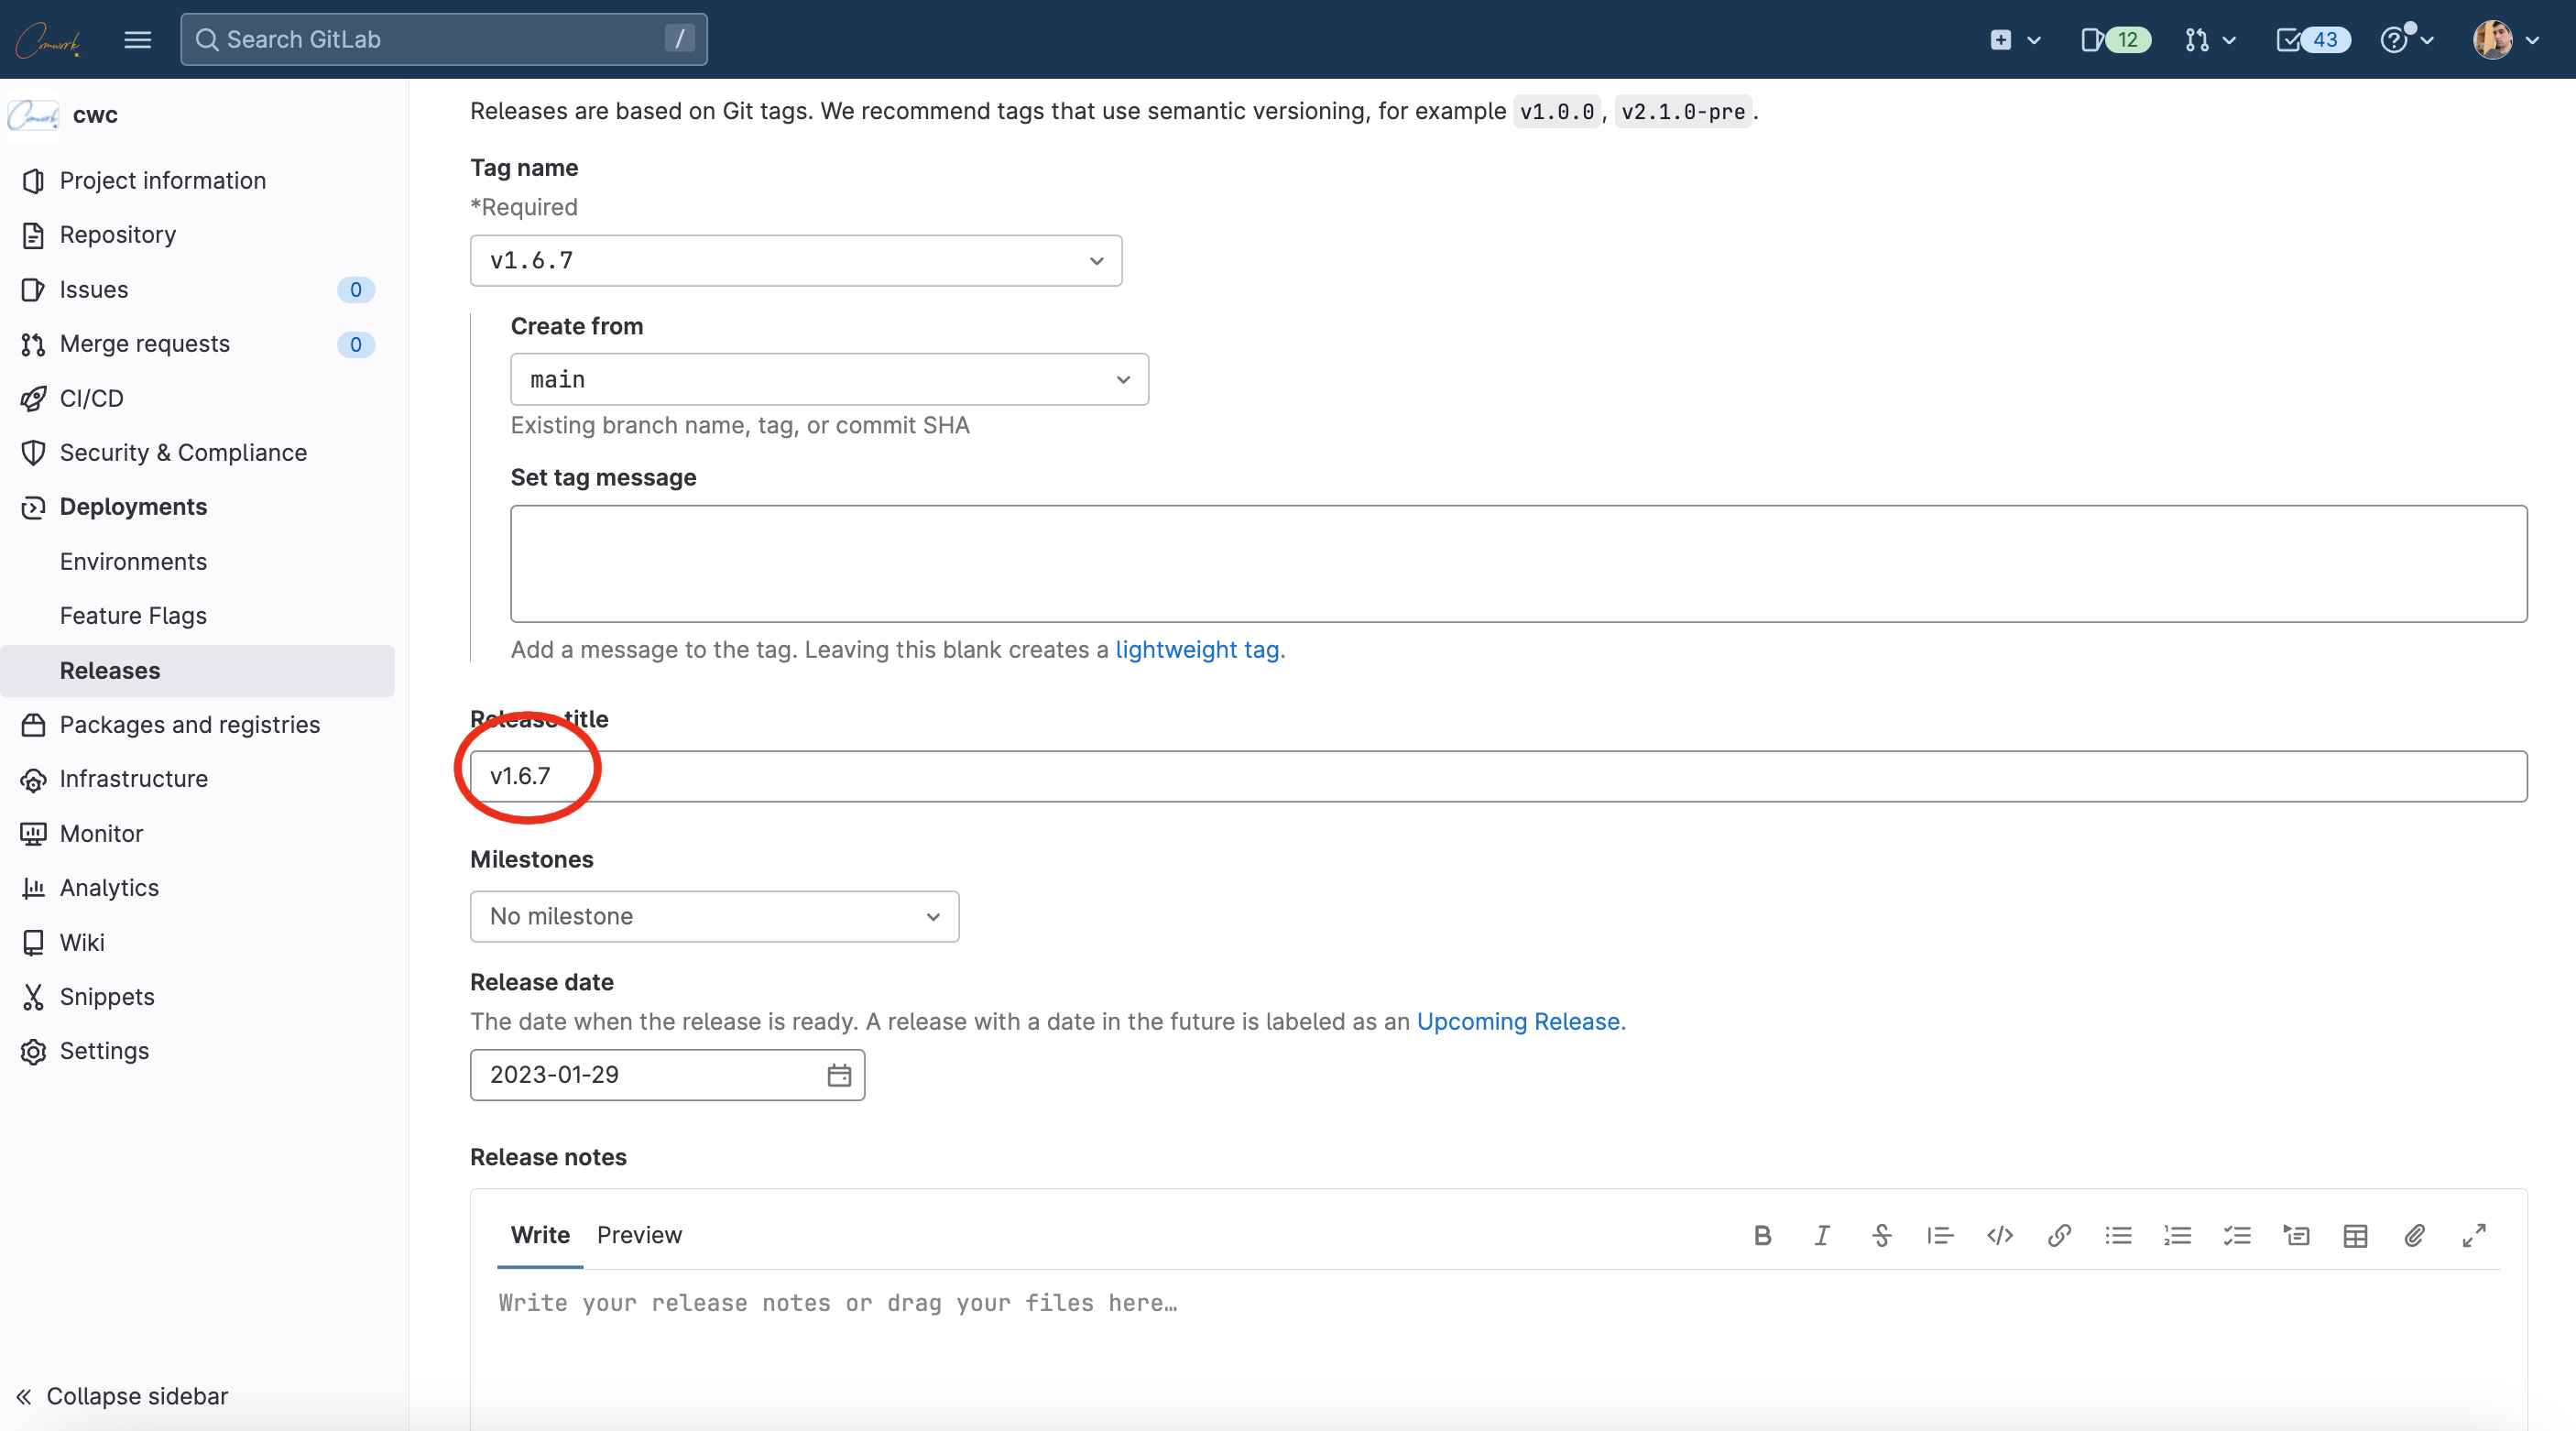 Comwork
Search GitLab /
12
43
Comwork
cwc
Project information
Repository
Issues 0
Merge requests 0
CI/CD
Security & Compliance
Deployments
Environments
Feature Flags
Releases
Packages and registries
Infrastructure
Monitor
Analytics
Wiki
Snippets
Settings
« Collapse sidebar
Releases are based on Git tags. We recommend tags that use semantic versioning, for example v1.0.0, v2.1.0-pre.
Tag name
*Required
v1.6.7
Create from
main
Existing branch name, tag, or commit SHA
Set tag message
Add a message to the tag. Leaving this blank creates a lightweight tag.
Release title
v1.6.7
Milestones
No milestone
Release date
The date when the release is ready. A release with a date in the future is labeled as an Upcoming Release.
2023-01-29
Release notes
Write Preview
Write your release notes or drag your files here…